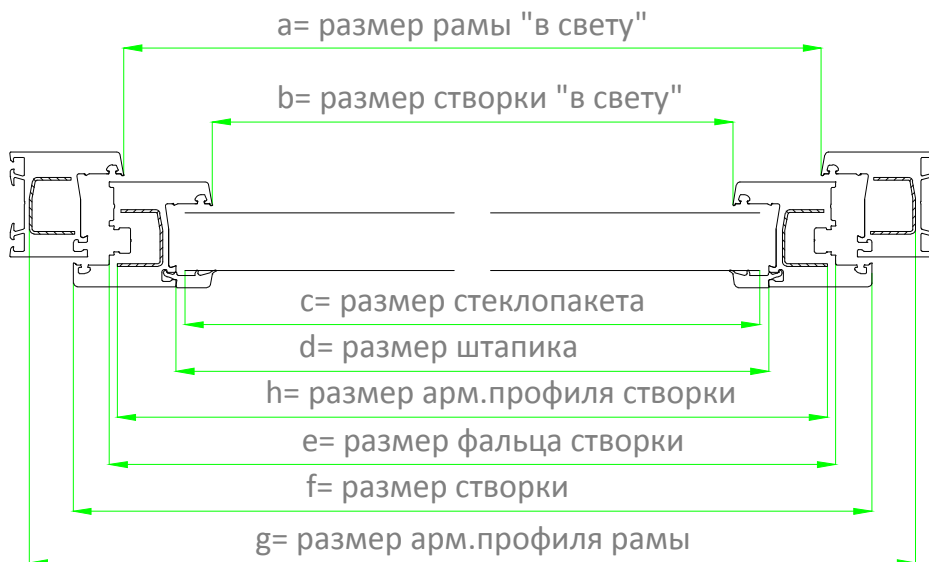 a= размер рамы "в свету"
b= размер створки "в свету"
c= размер стеклопакета
d= размер штапика
h= размер арм.профиля створки
e= размер фальца створки
f= размер створки
g= размер арм.профиля рамы